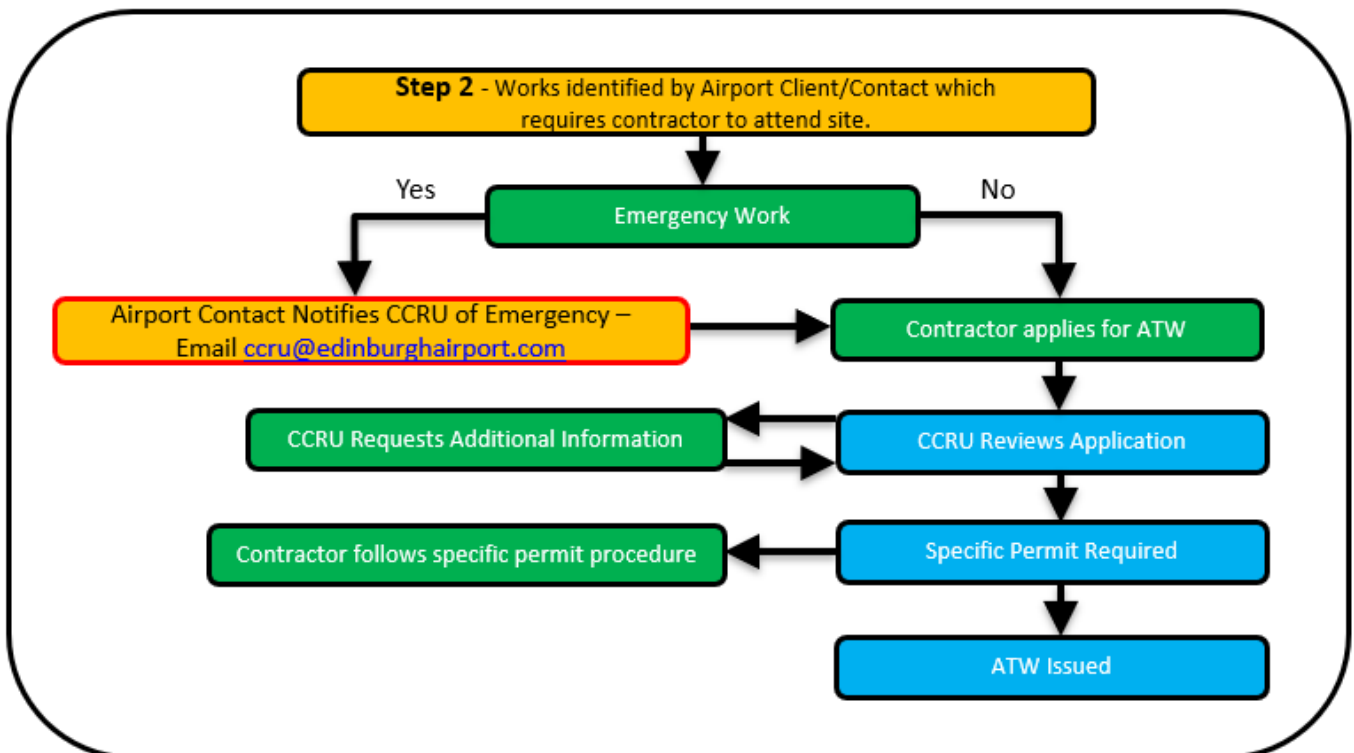 Step 2 - Works identified by Airport Client/Contact which
requires contractor to attend site.
Yes
No
Emergency Work
Airport Contact Notifies CCRU of Emergency –
Email ccru@edinburghairport.com
Contractor applies for ATW
CCRU Requests Additional Information
CCRU Reviews Application
Contractor follows specific permit procedure
Specific Permit Required
ATW Issued